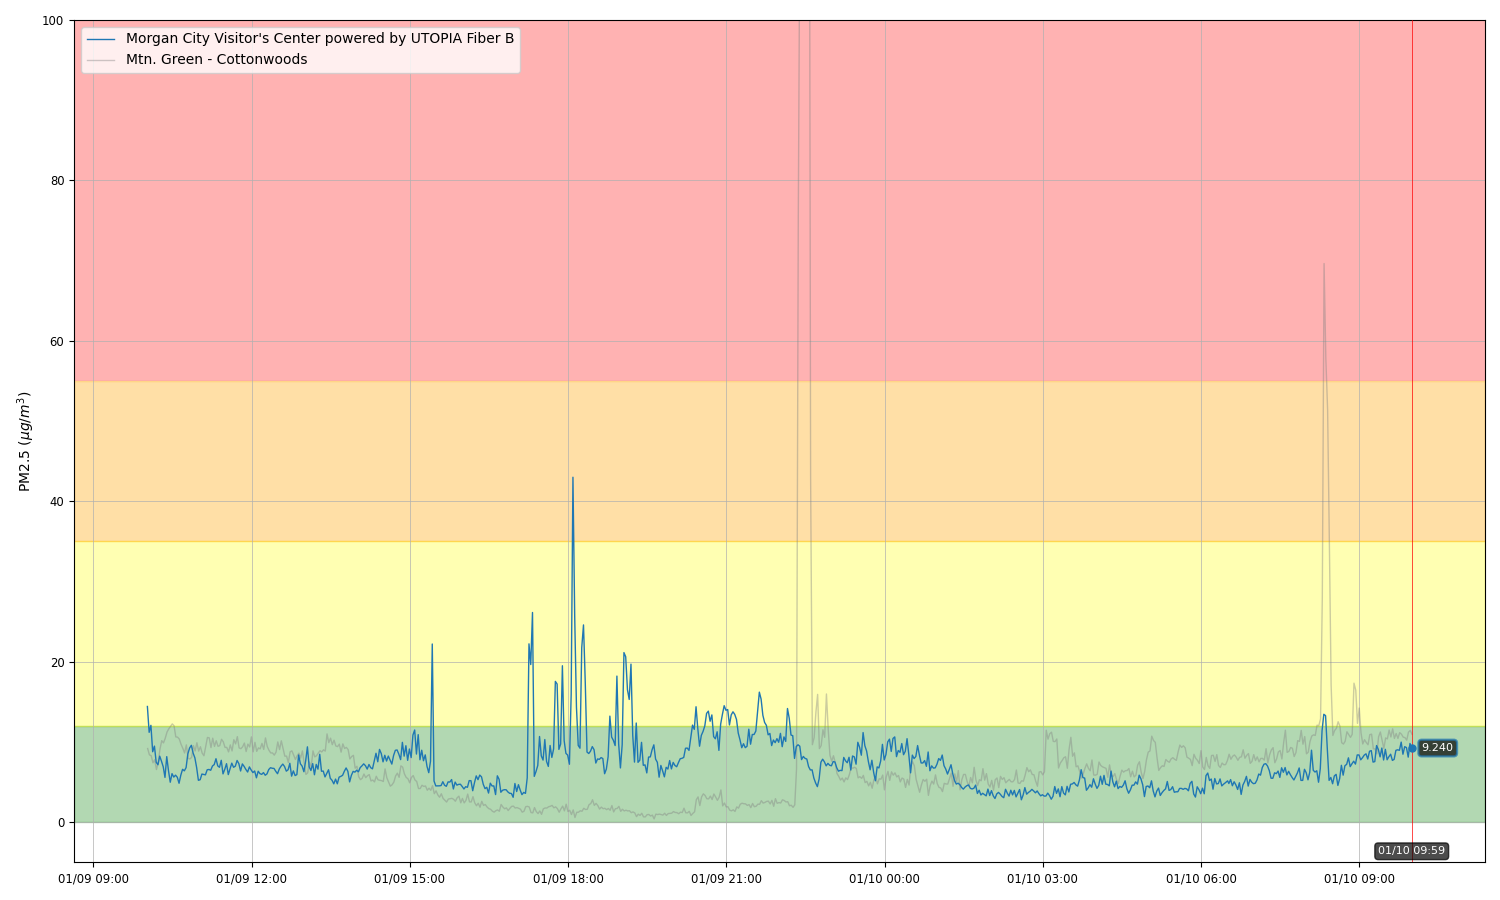 100
Morgan City Visitor's Center powered by UTOPIA Fiber B
Mtn. Green - Cottonwoods
80
60
PM2.5 (μg/m³)
40
20
9.240
0
01/10 09:59
01/09 09:00 01/09 12:00 01/09 15:00 01/09 18:00 01/09 21:00 01/10 00:00 01/10 03:00 01/10 06:00 01/10 09:00